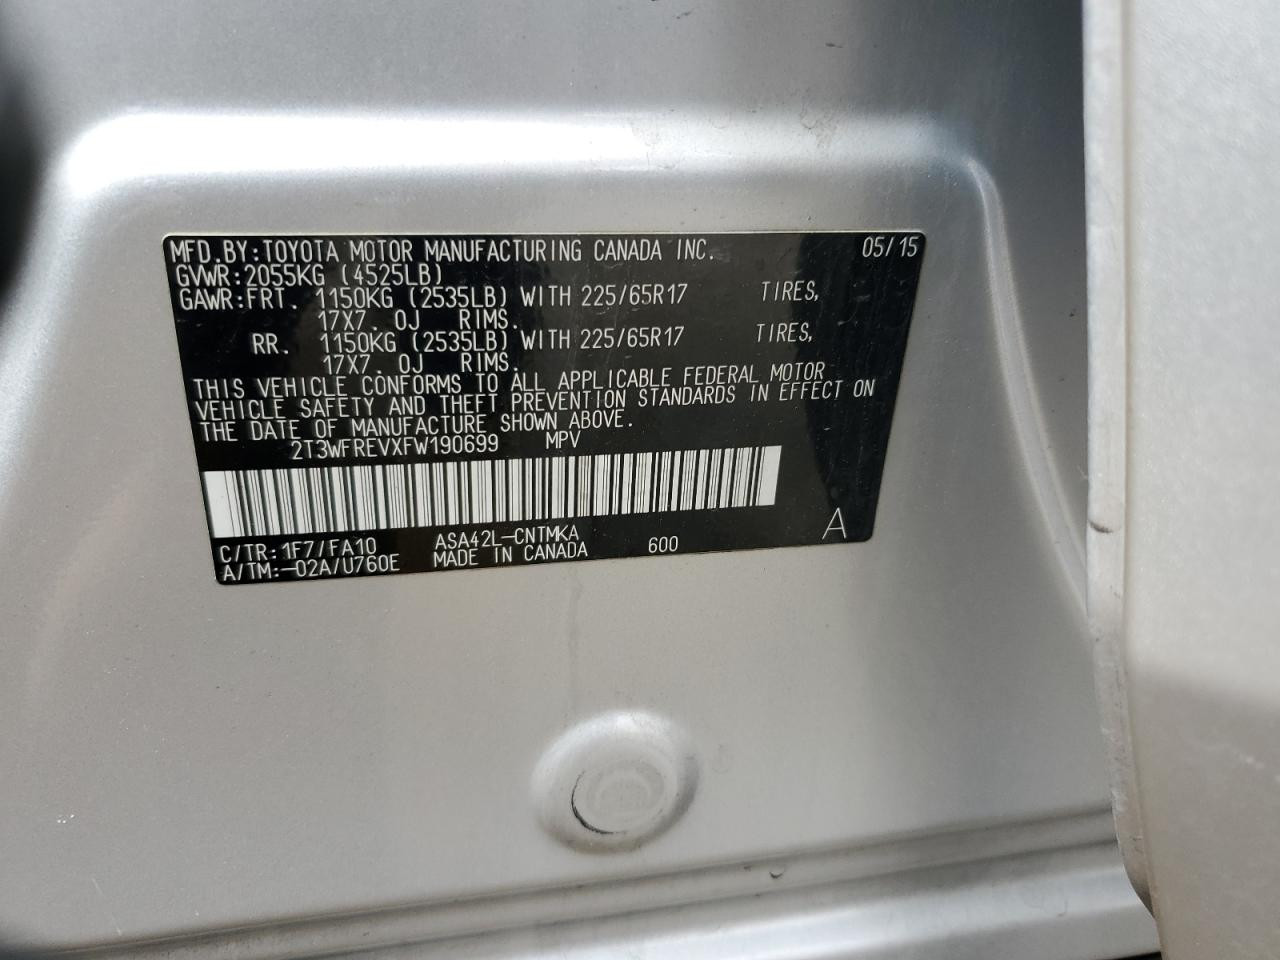 MFD.BY:TOYOTA MOTOR MANUFACTURING CANADA INC. 05/15
GVWR:2055KG (4525LB)
GAWR:FRT. 1150KG (2535LB) WITH 225/65R17 TIRES,
17X7. 0J RIMS.
RR. 1150KG (2535LB) WITH 225/65R17 TIRES,
17X7. 0J RIMS.
THIS VEHICLE CONFORMS TO ALL APPLICABLE FEDERAL MOTOR
VEHICLE SAFETY AND THEFT PREVENTION STANDARDS IN EFFECT ON
THE DATE OF MANUFACTURE SHOWN ABOVE.
2T3WFREVXFW190699 MPV
C/TR:1F7/FA10 ASA42L-CNTMKA 600 A
A/TM:-02A/U760E MADE IN CANADA